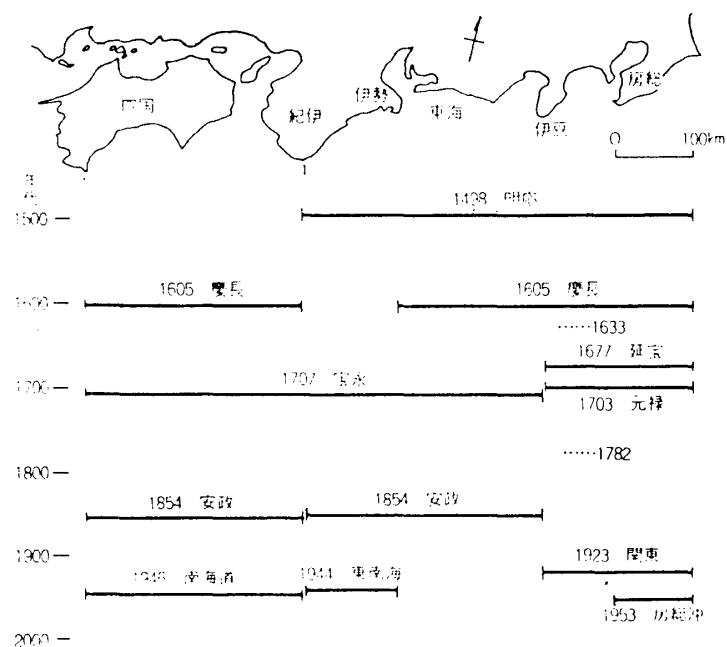 四国
紀伊
伊勢
東海
伊豆
房総
0 100km
年代
1500
1498 明応
1600
1605 慶長
1605 慶長
……1633
1677 延宝
1700
1707 宝永
1703 元禄
……1782
1800
1854 安政
1854 安政
1900
1923 関東
1946 南海道
1944 東南海
1953 房総沖
2000